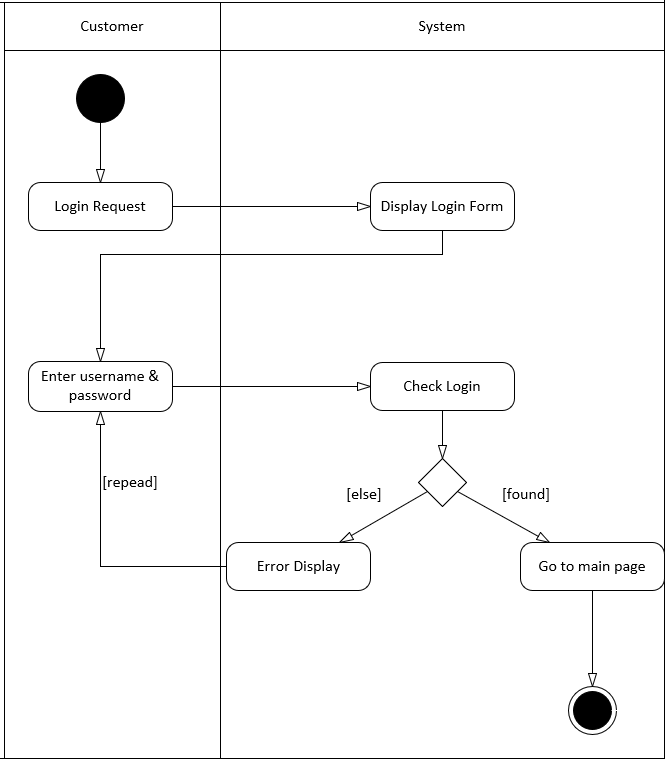 Customer
System
Login Request
Display Login Form
Enter username &
password
Check Login
[repead]
[else]
[found]
Error Display
Go to main page